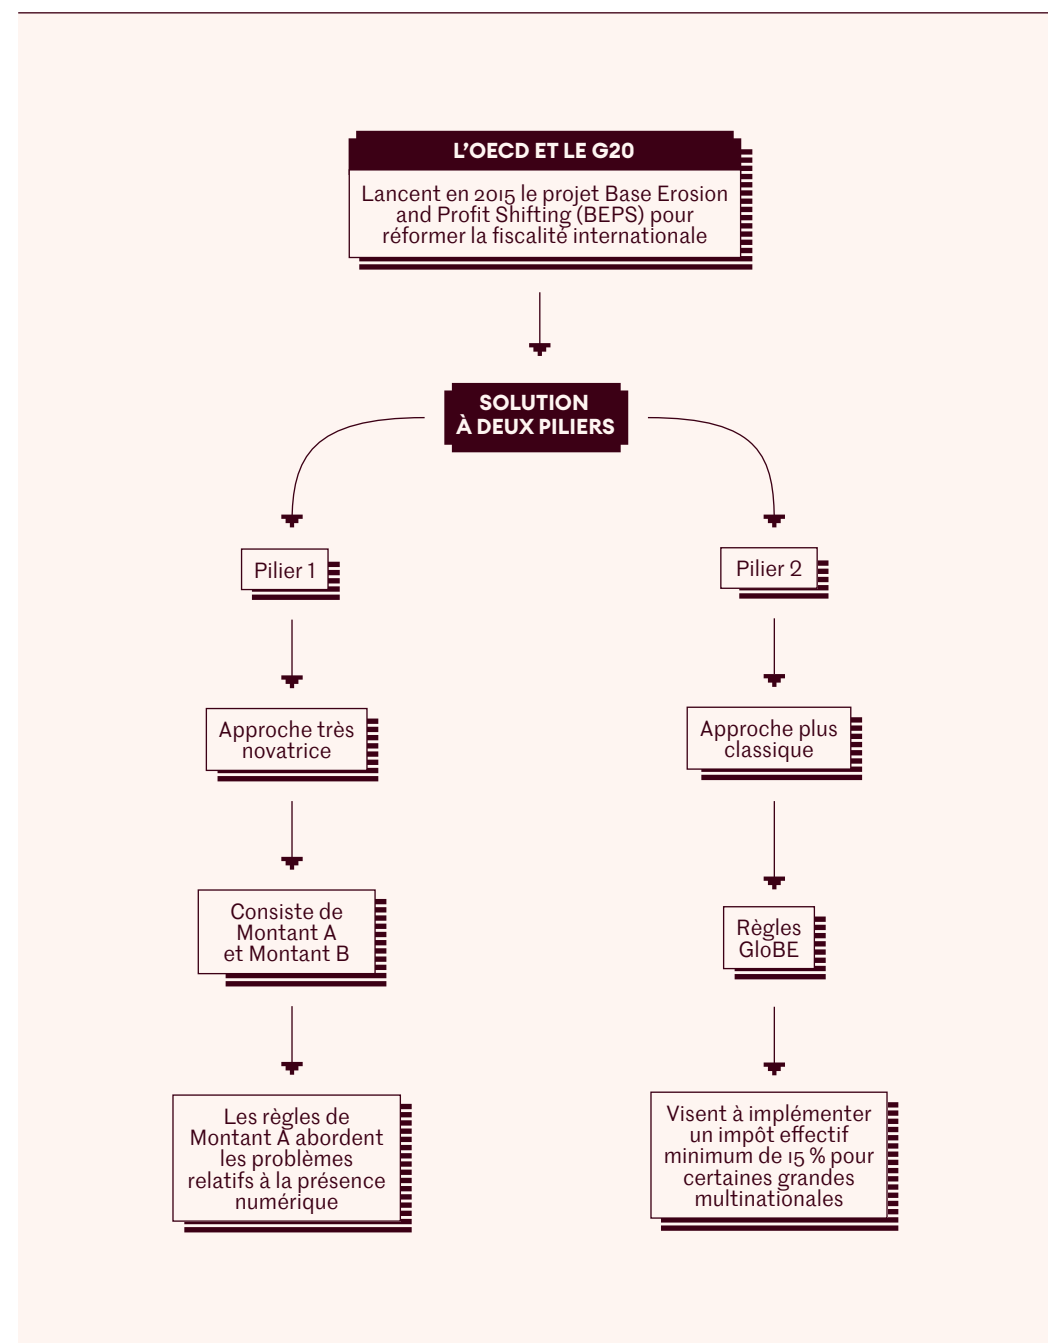 L'OECD ET LE G20
Lancent en 2015 le projet Base Erosion
and Profit Shifting (BEPS) pour
réformer la fiscalité internationale
SOLUTION
À DEUX PILIERS
Pilier 1
Approche très
novatrice
Consiste de
Montant A
et Montant B
Les règles de
Montant A abordent
les problèmes
relatifs à la présence
numérique
Pilier 2
Approche plus
classique
Règles
GloBE
Visent à implémenter
un impôt effectif
minimum de 15 % pour
certaines grandes
multinationales